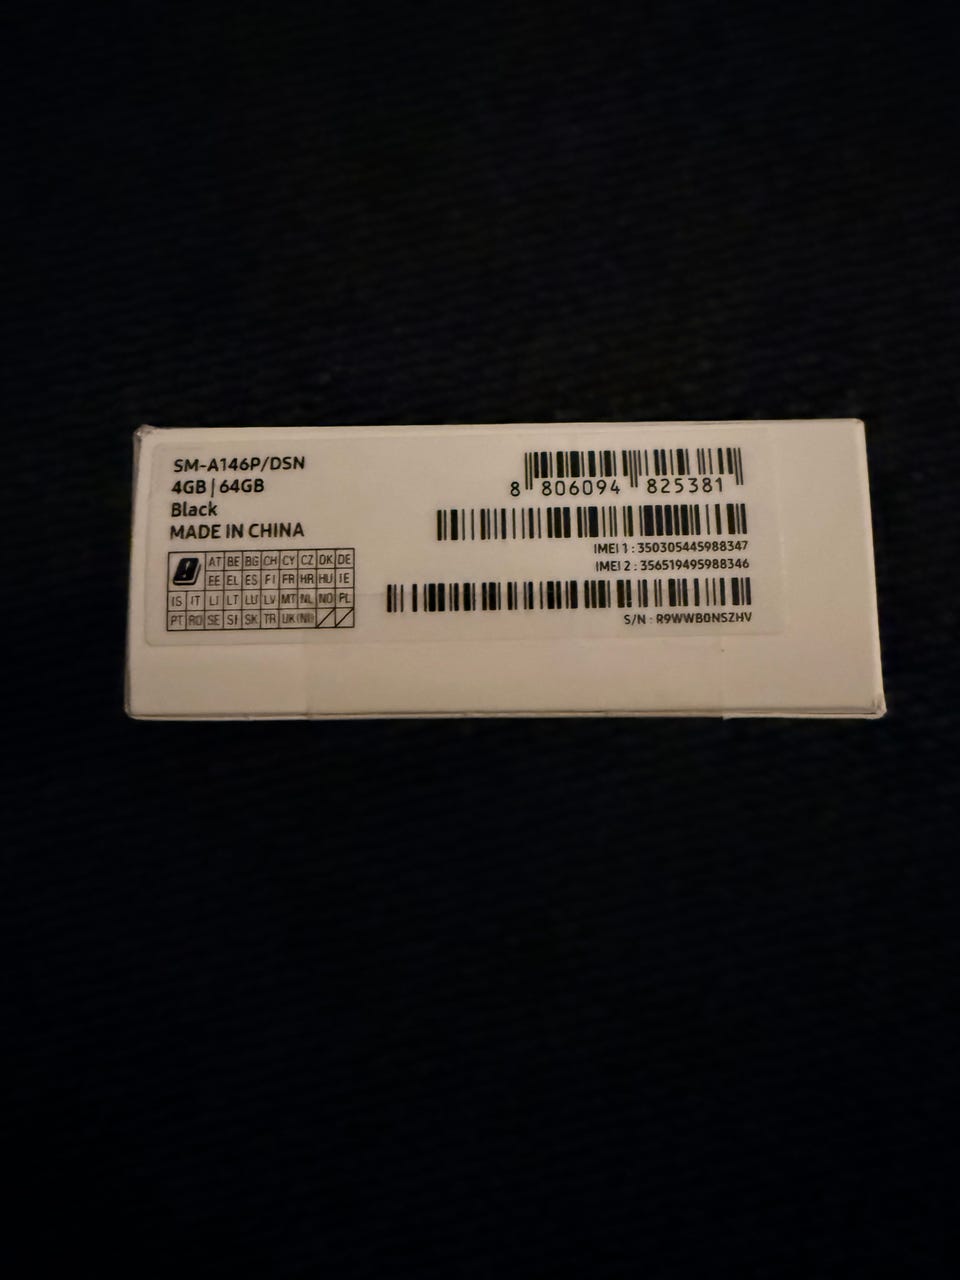 SM-A146P/DSN
4GB | 64GB
Black
MADE IN CHINA
AT BE BG CH CY CZ DK DE
EE EL ES FI FR HR HU IE
IS IT LI LT LU LV MT NL NO PL
PT RO SE SI SK TR UK(NI)
8 806094 825381
IMEI 1 : 350305445988347
IMEI 2 : 356519495988346
S/N : R9WWB0NSZHV